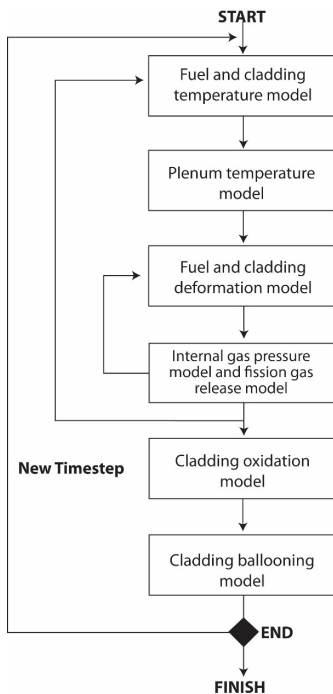 START
Fuel and cladding
temperature model
Plenum temperature
model
Fuel and cladding
deformation model
Internal gas pressure
model and fission gas
release model
Cladding oxidation
model
New Timestep
Cladding ballooning
model
END
FINISH